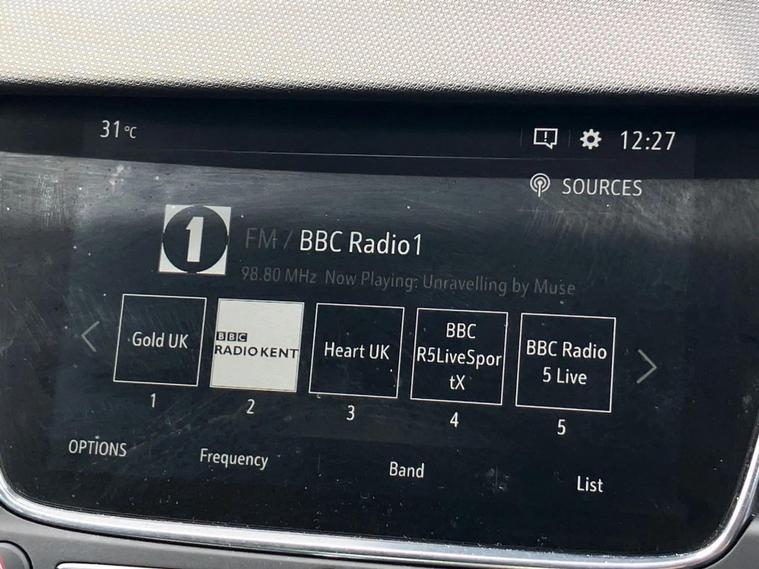 31°C
12:27
SOURCES
1
FM / BBC Radio1
98.80 MHz Now Playing: Unravelling by Muse
Gold UK
BBC
RADIO KENT
Heart UK
BBC
R5LiveSpor
tX
BBC Radio
5 Live
1
2
3
4
5
OPTIONS
Frequency
Band
List